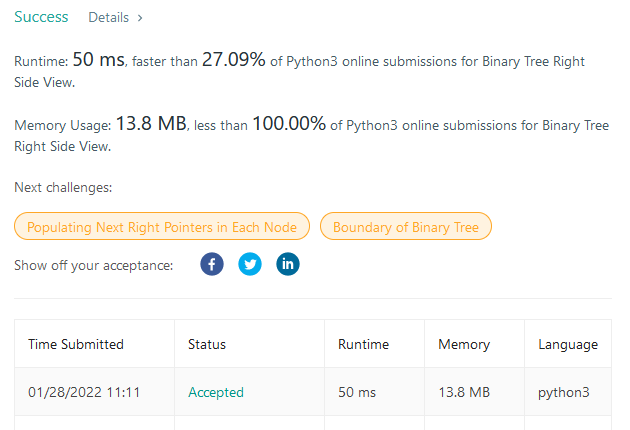 Success Details >
Runtime: 50 ms, faster than 27.09% of Python3 online submissions for Binary Tree Right
Side View.
Memory Usage: 13.8 MB, less than 100.00% of Python3 online submissions for Binary Tree
Right Side View.
Next challenges:
Populating Next Right Pointers in Each Node Boundary of Binary Tree
Show off your acceptance: f in
Time Submitted Status Runtime Memory Language
01/28/2022 11:11 Accepted 50 ms 13.8 MB python3